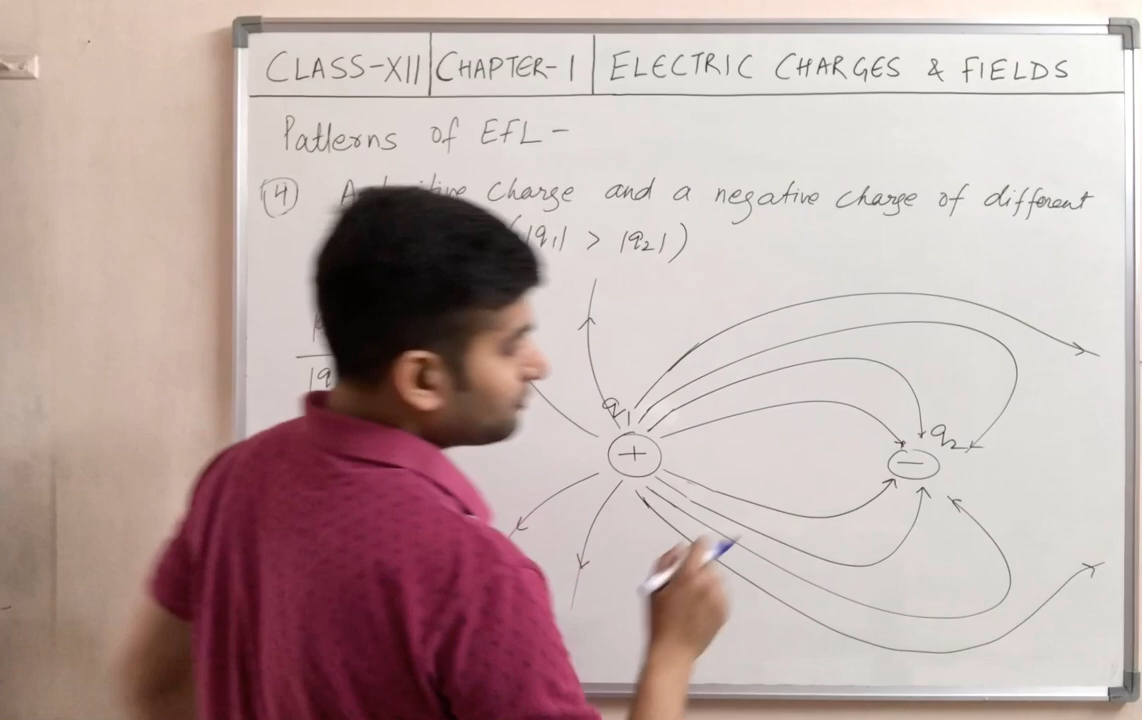 CLASS-XII CHAPTER-1 ELECTRIC CHARGES & FIELDS
Patterns of EFL -
(4) A charge and a negative charge of different
(|q₁| > |q₂|)
q₁
+
q₂
−